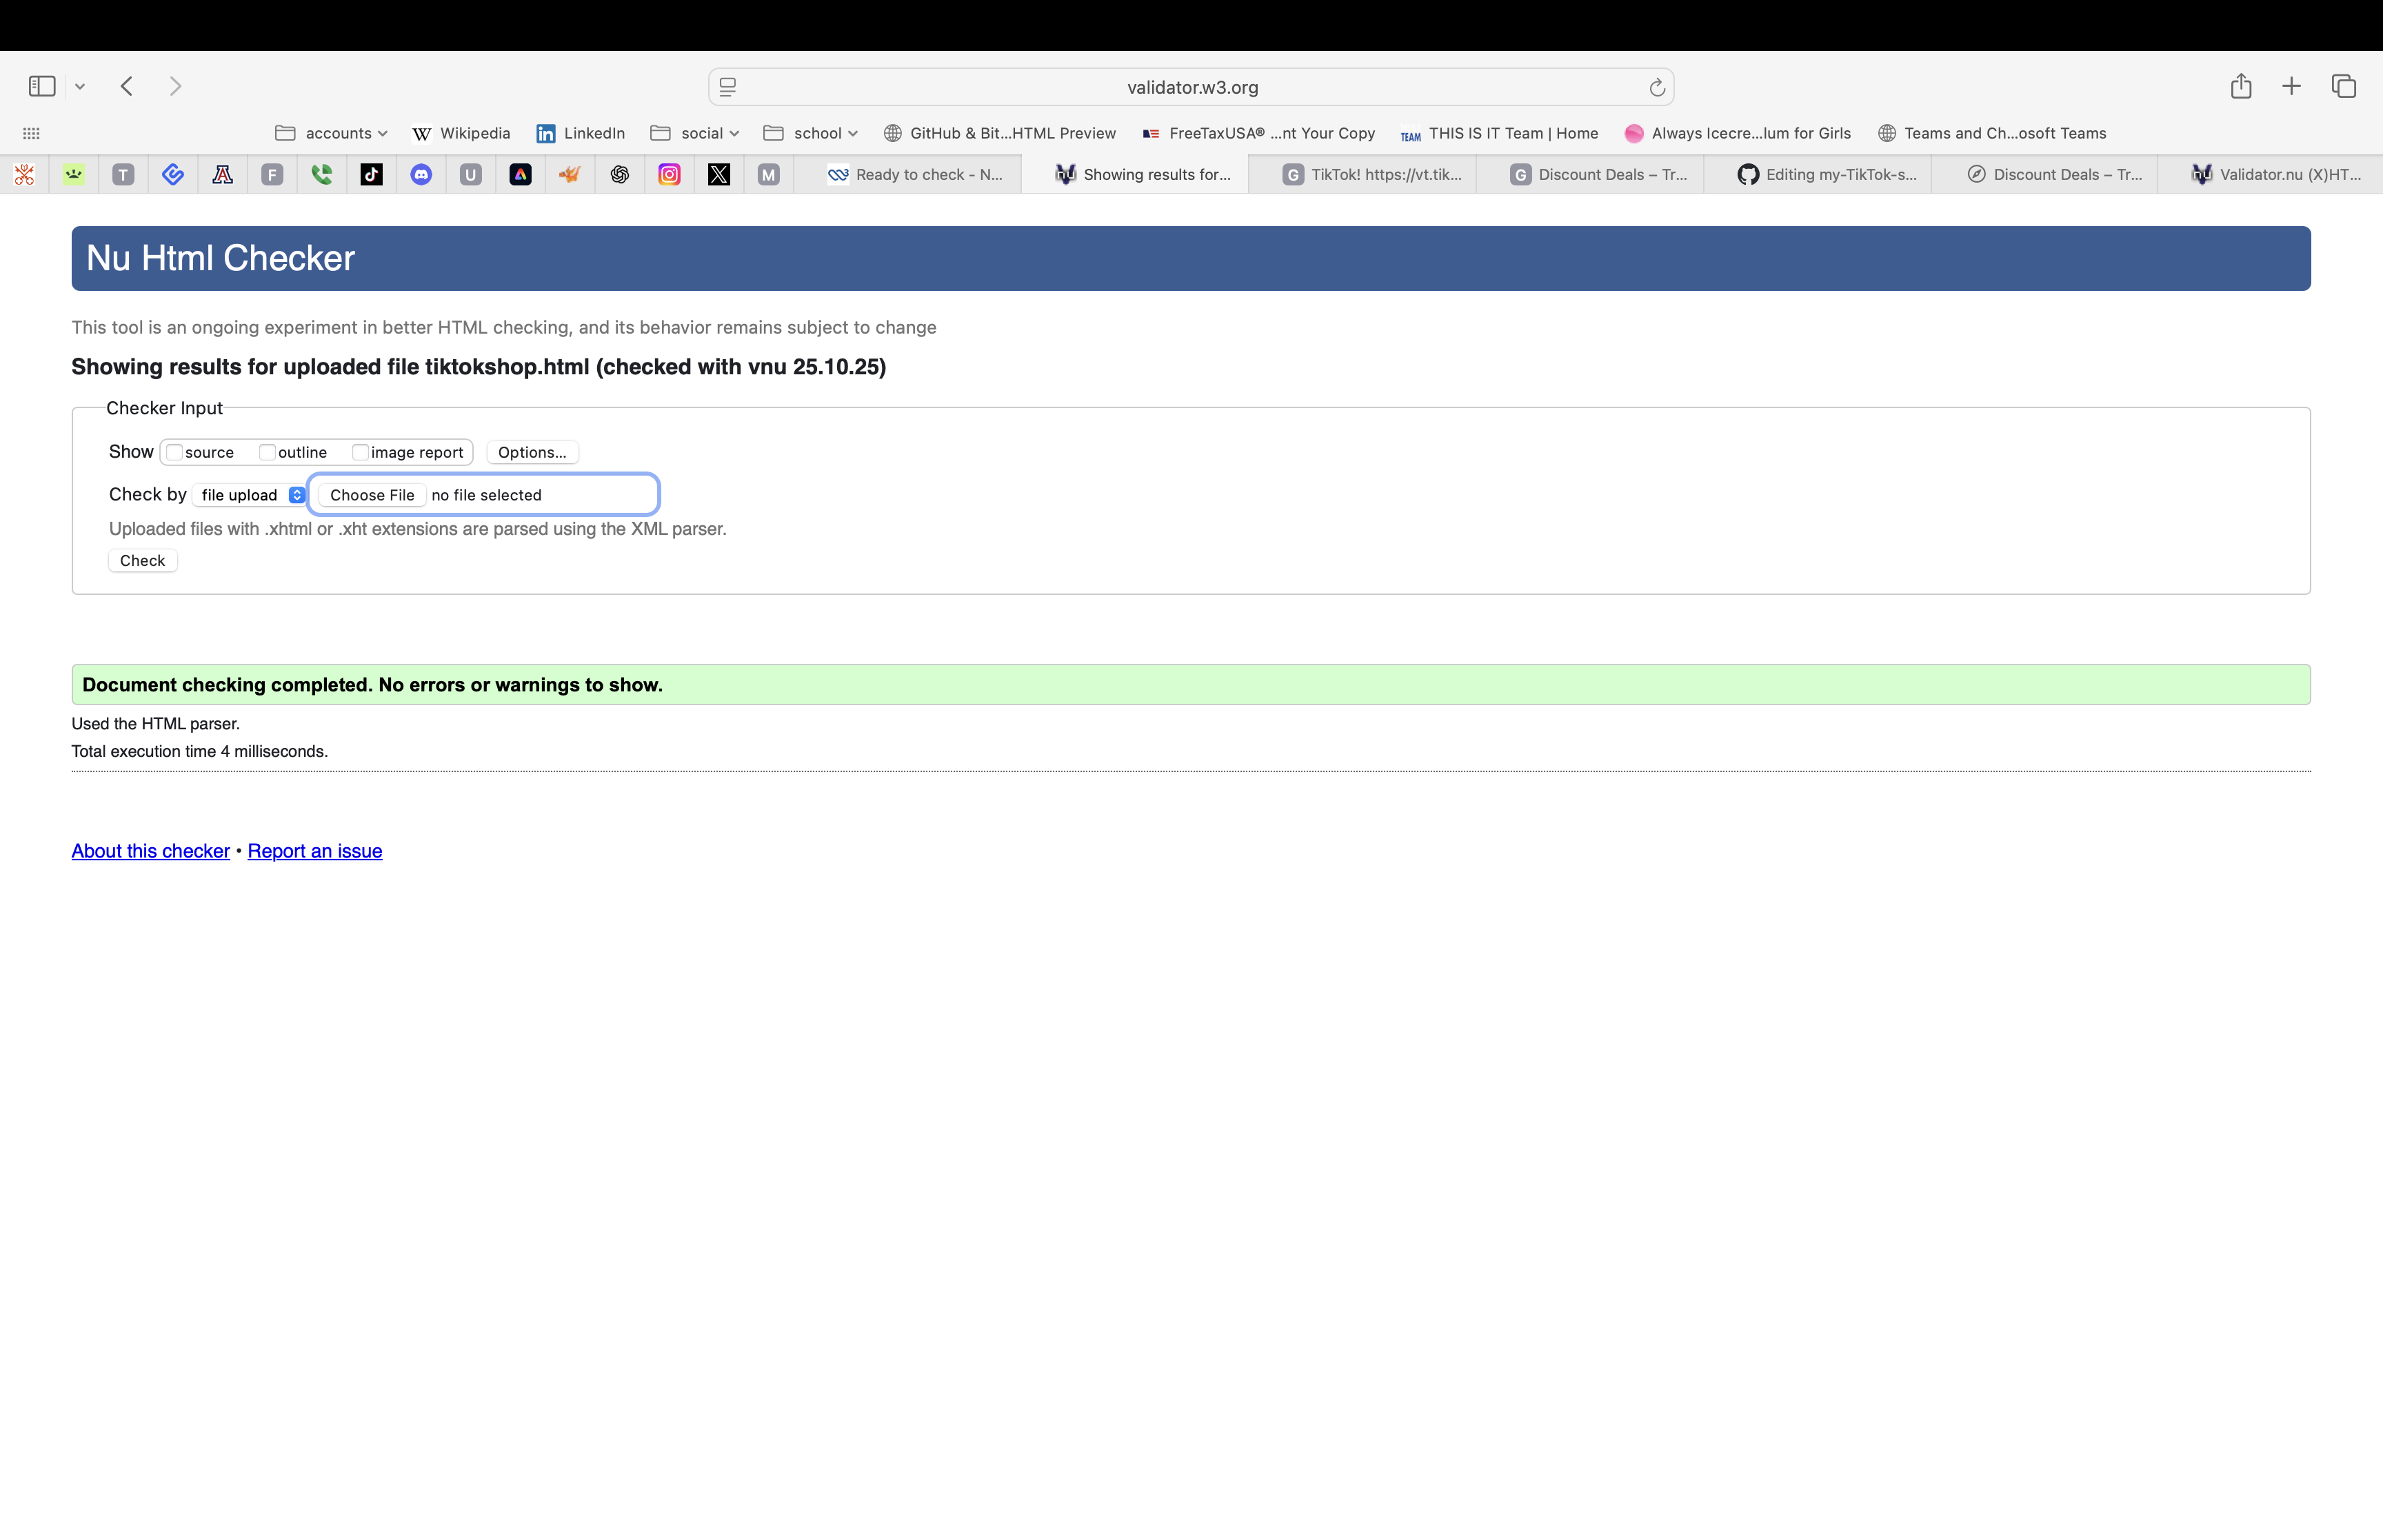 validator.w3.org
accounts
W Wikipedia
in LinkedIn
social
school
GitHub & Bit...HTML Preview
FreeTaxUSA® ...nt Your Copy
TEAM THIS IS IT Team | Home
Always Icecre...lum for Girls
Teams and Ch...osoft Teams
T
A
F
U
X
M
Ready to check - N...
nu Showing results for...
G TikTok! https://vt.tik...
G Discount Deals – Tr...
Editing my-TikTok-s...
Discount Deals – Tr...
nu Validator.nu (X)HT...
Nu Html Checker
This tool is an ongoing experiment in better HTML checking, and its behavior remains subject to change
Showing results for uploaded file tiktokshop.html (checked with vnu 25.10.25)
Checker Input
Show source outline image report Options...
Check by file upload Choose File no file selected
Uploaded files with .xhtml or .xht extensions are parsed using the XML parser.
Check
Document checking completed. No errors or warnings to show.
Used the HTML parser.
Total execution time 4 milliseconds.
About this checker • Report an issue